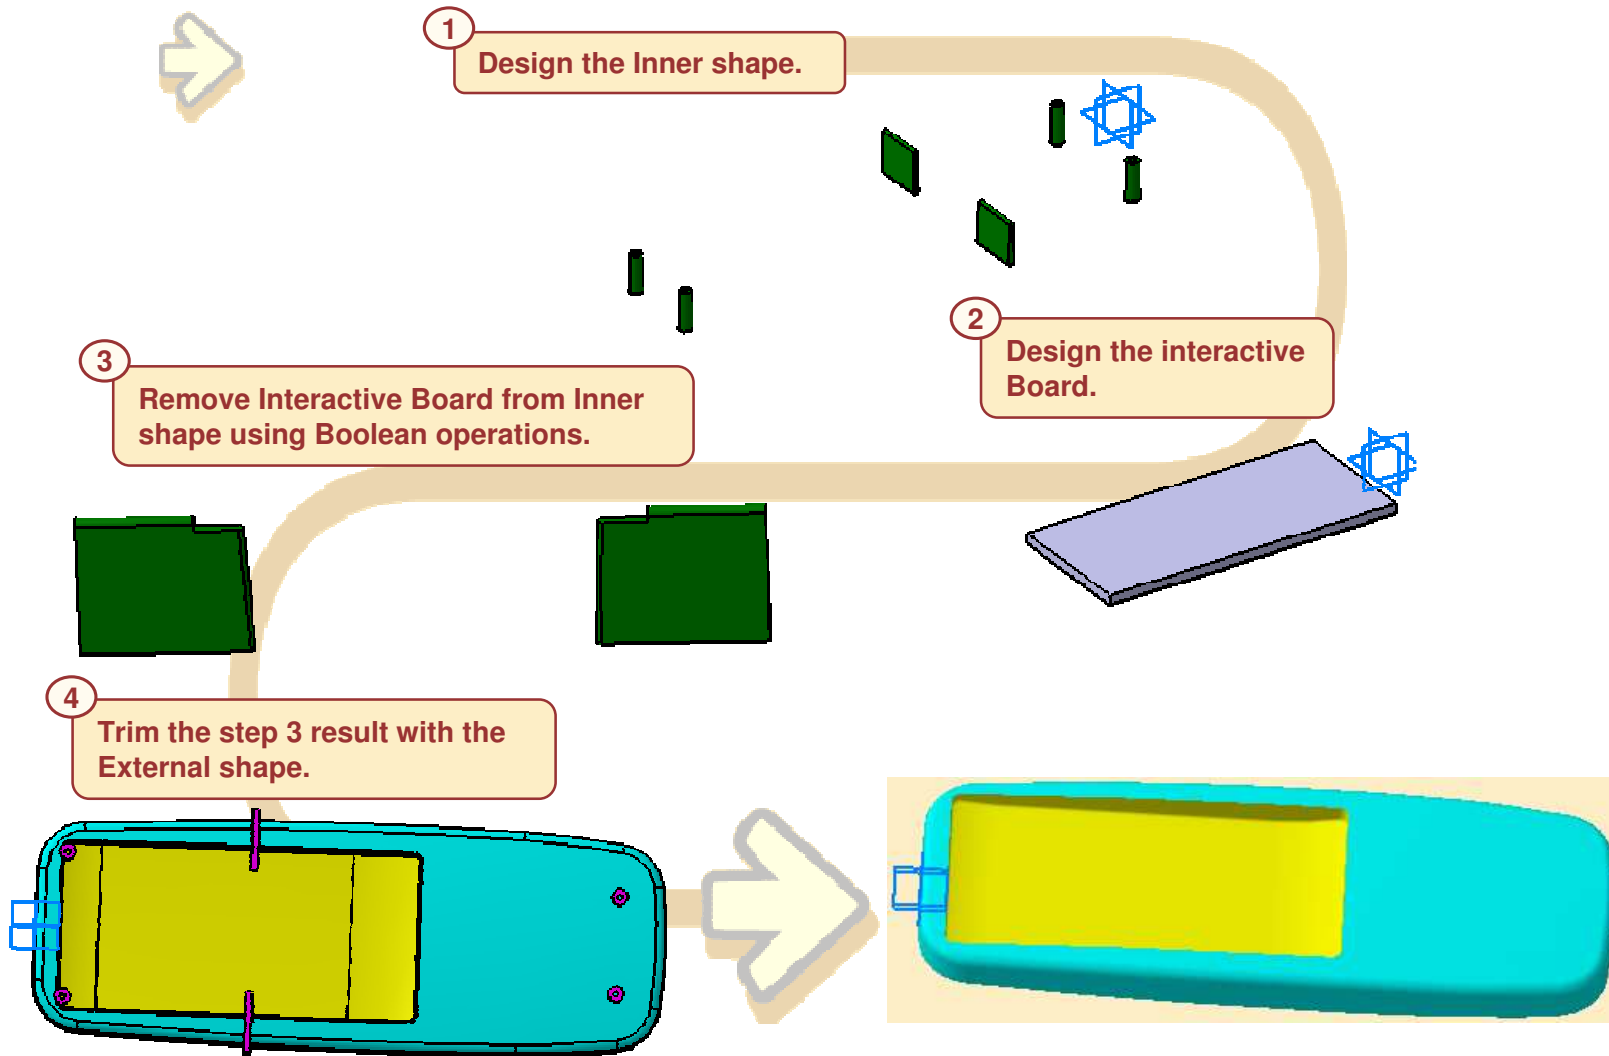 1
Design the Inner shape.
2
Design the interactive
Board.
3
Remove Interactive Board from Inner
shape using Boolean operations.
4
Trim the step 3 result with the
External shape.